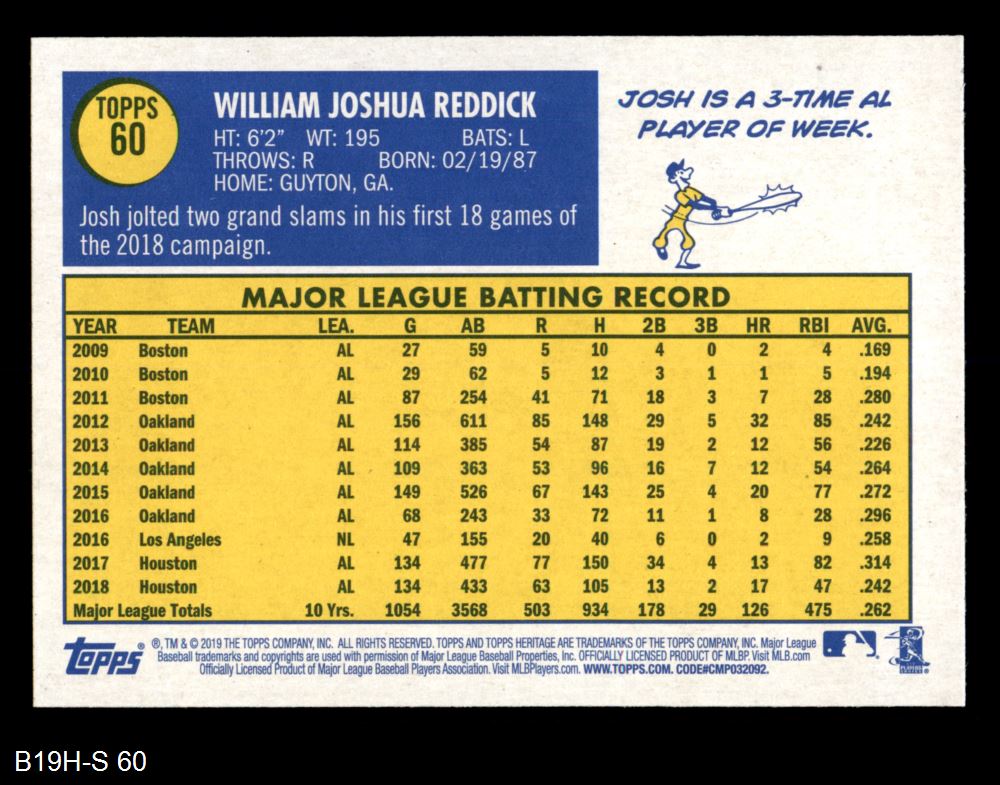 TOPPS
60
WILLIAM JOSHUA REDDICK
HT: 6'2" WT: 195 BATS: L
THROWS: R BORN: 02/19/87
HOME: GUYTON, GA.
Josh jolted two grand slams in his first 18 games of
the 2018 campaign.
JOSH IS A 3-TIME AL
PLAYER OF WEEK.
MAJOR LEAGUE BATTING RECORD
YEAR TEAM LEA. G AB R H 2B 3B HR RBI AVG.
2009 Boston AL 27 59 5 10 4 0 2 4 .169
2010 Boston AL 29 62 5 12 3 1 1 5 .194
2011 Boston AL 87 254 41 71 18 3 7 28 .280
2012 Oakland AL 156 611 85 148 29 5 32 85 .242
2013 Oakland AL 114 385 54 87 19 2 12 56 .226
2014 Oakland AL 109 363 53 96 16 7 12 54 .264
2015 Oakland AL 149 526 67 143 25 4 20 77 .272
2016 Oakland AL 68 243 33 72 11 1 8 28 .296
2016 Los Angeles NL 47 155 20 40 6 0 2 9 .258
2017 Houston AL 134 477 77 150 34 4 13 82 .314
2018 Houston AL 134 433 63 105 13 2 17 47 .242
Major League Totals 10 Yrs. 1054 3568 503 934 178 29 126 475 .262
topps®
®, TM & © 2019 THE TOPPS COMPANY, INC. ALL RIGHTS RESERVED. TOPPS AND TOPPS HERITAGE ARE TRADEMARKS OF THE TOPPS COMPANY, INC. Major League
Baseball trademarks and copyrights are used with permission of Major League Baseball Properties, Inc. OFFICIALLY LICENSED PRODUCT OF MLBP. Visit MLB.com
Officially Licensed Product of Major League Baseball Players Association. Visit MLBPlayers.com. WWW.TOPPS.COM. CODE#CMP032092.
B19H-S 60